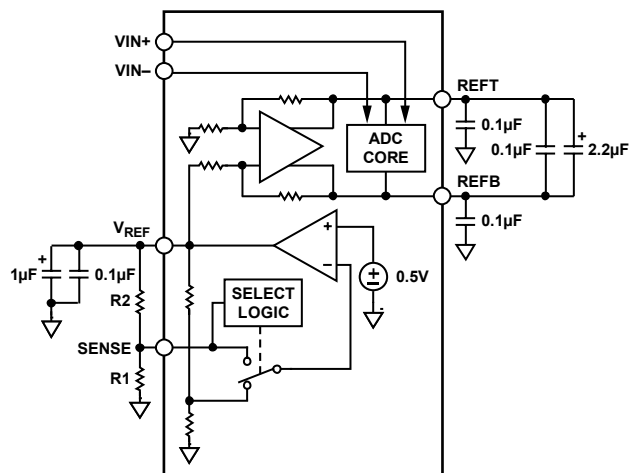 VIN+
VIN–
REFT
0.1µF
0.1µF
+
2.2µF
ADC
CORE
REFB
0.1µF
VREF
+
1µF
0.1µF
R2
+
–
0.5V
SELECT
LOGIC
SENSE
R1